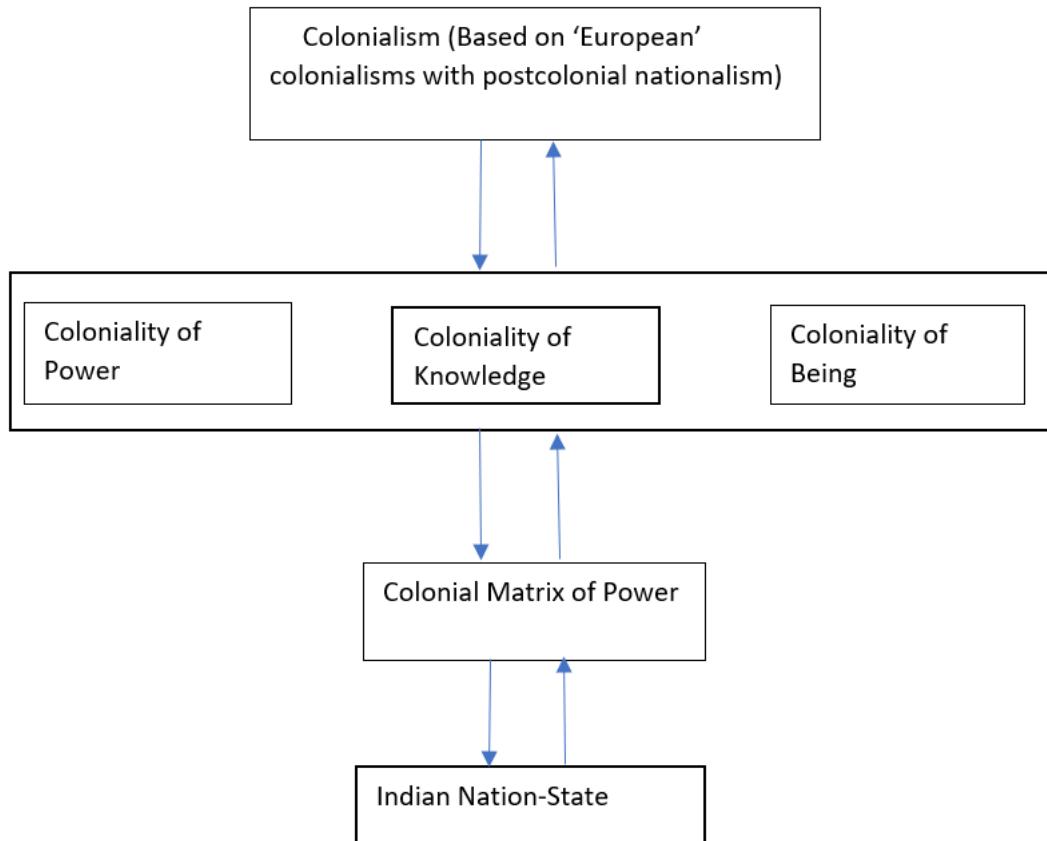 Colonialism (Based on ‘European’
colonialisms with postcolonial nationalism)
Coloniality of
Power
Coloniality of
Knowledge
Coloniality of
Being
Colonial Matrix of Power
Indian Nation-State